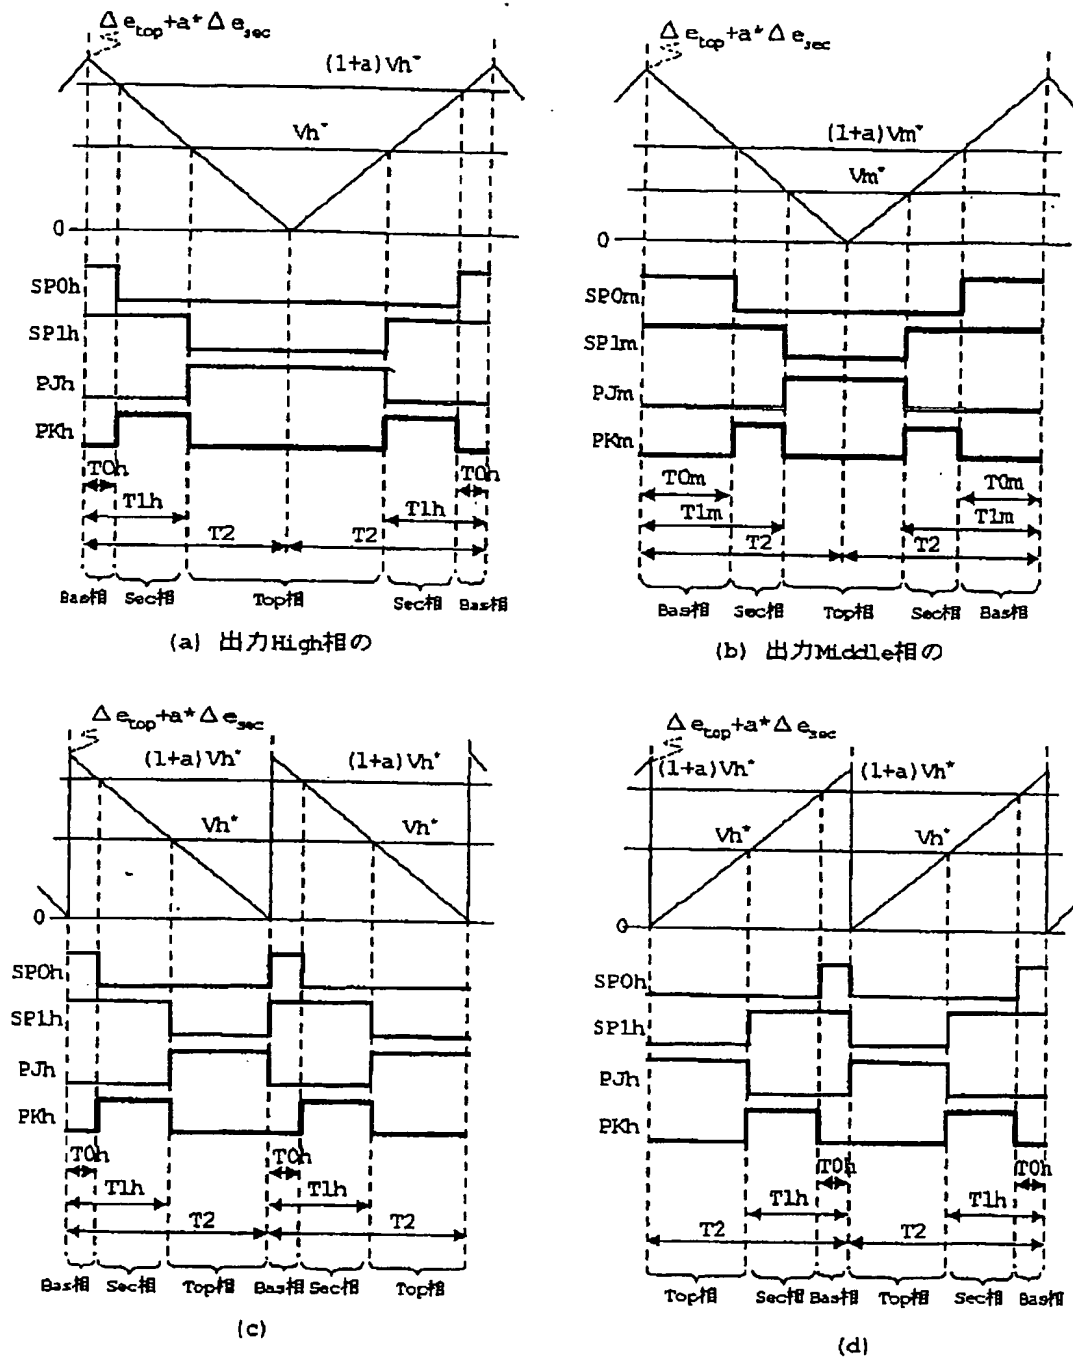 Δe_top+a*Δe_sec
(1+a)Vh*
Vh*
0
SP0h
SP1h
PJh
PKh
T0h
T0h
T1h
T1h
T2
T2
Bas相
Sec相
Top相
Sec相
Bas相
(a) 出力High相の
Δe_top+a*Δe_sec
(1+a)Vm*
Vm*
0
SP0m
SP1m
PJm
PKm
T0m
T0m
T1m
T1m
T2
T2
Bas相
Sec相
Top相
Sec相
Bas相
(b) 出力Middle相の
Δe_top+a*Δe_sec
(1+a)Vh*
(1+a)Vh*
Vh*
Vh*
0
SP0h
SP1h
PJh
PKh
T0h
T0h
T1h
T1h
T2
T2
Bas相
Sec相
Top相
Bas相
Sec相
Top相
(c)
Δe_top+a*Δe_sec
(1+a)Vh*
(1+a)Vh*
Vh*
Vh*
0
SP0h
SP1h
PJh
PKh
T0h
T0h
T1h
T1h
T2
T2
Top相
Sec相
Bas相
Top相
Sec相
Bas相
(d)